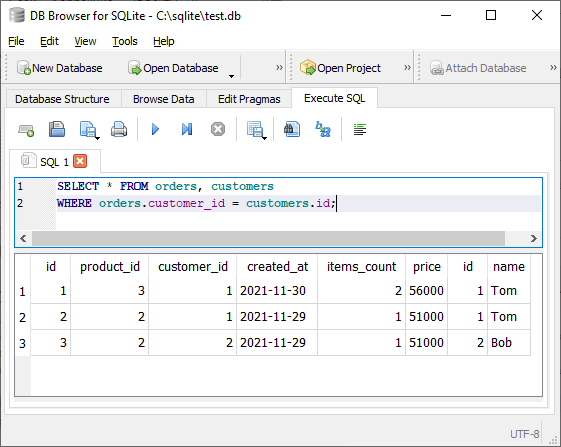 DB Browser for SQLite - C:\sqlite\test.db
File Edit View Tools Help
New Database Open Database » Open Project » Attach Database »
Database Structure Browse Data Edit Pragmas Execute SQL
SQL 1
1 SELECT * FROM orders, customers
2 WHERE orders.customer_id = customers.id;
id product_id customer_id created_at items_count price id name
1 1 3 1 2021-11-30 2 56000 1 Tom
2 2 2 1 2021-11-29 1 51000 1 Tom
3 3 2 2 2021-11-29 1 51000 2 Bob
UTF-8